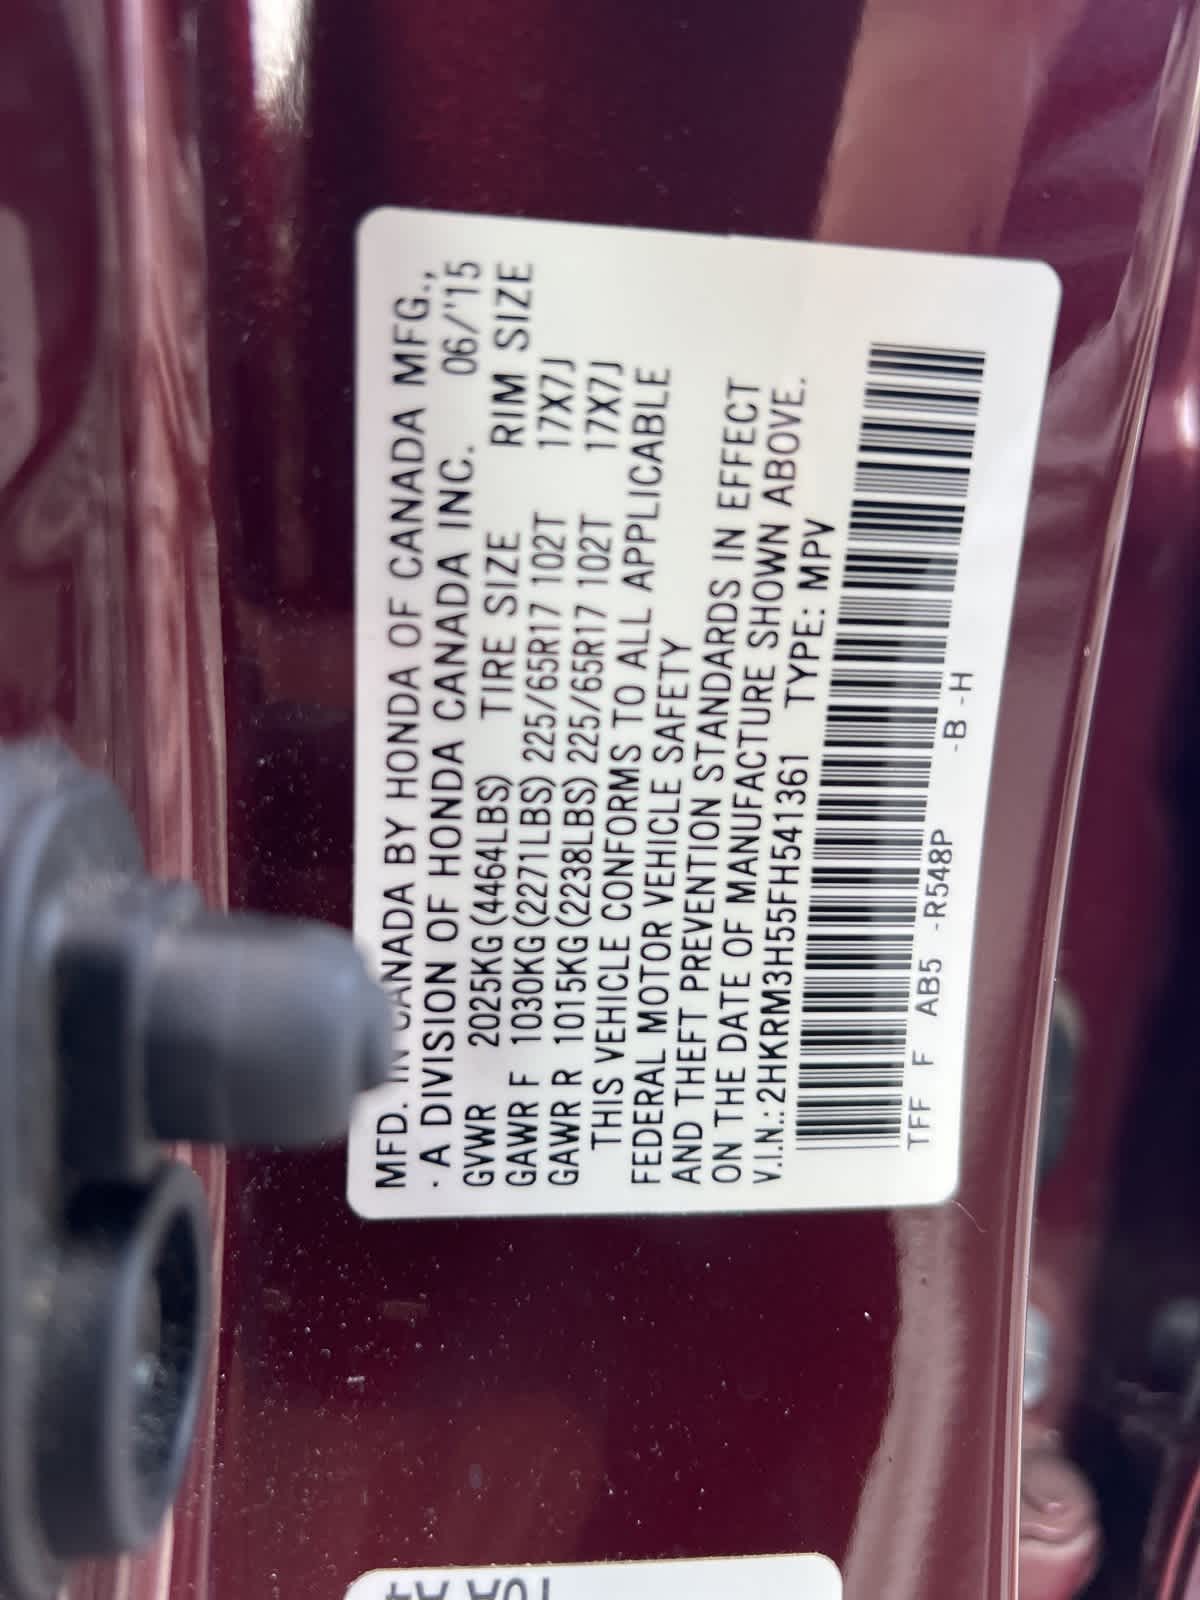 MFD. IN CANADA BY HONDA OF CANADA MFG.,
· A DIVISION OF HONDA CANADA INC. 06/'15
GVWR 2025KG(4464LBS) TIRE SIZE RIM SIZE
GAWR F 1030KG(2271LBS) 225/65R17 102T 17X7J
GAWR R 1015KG(2238LBS) 225/65R17 102T 17X7J
THIS VEHICLE CONFORMS TO ALL APPLICABLE
FEDERAL MOTOR VEHICLE SAFETY
AND THEFT PREVENTION STANDARDS IN EFFECT
ON THE DATE OF MANUFACTURE SHOWN ABOVE.
V.I.N.: 2HKRM3H55FH541361 TYPE: MPV
TFF F AB5 -R548P -B -H